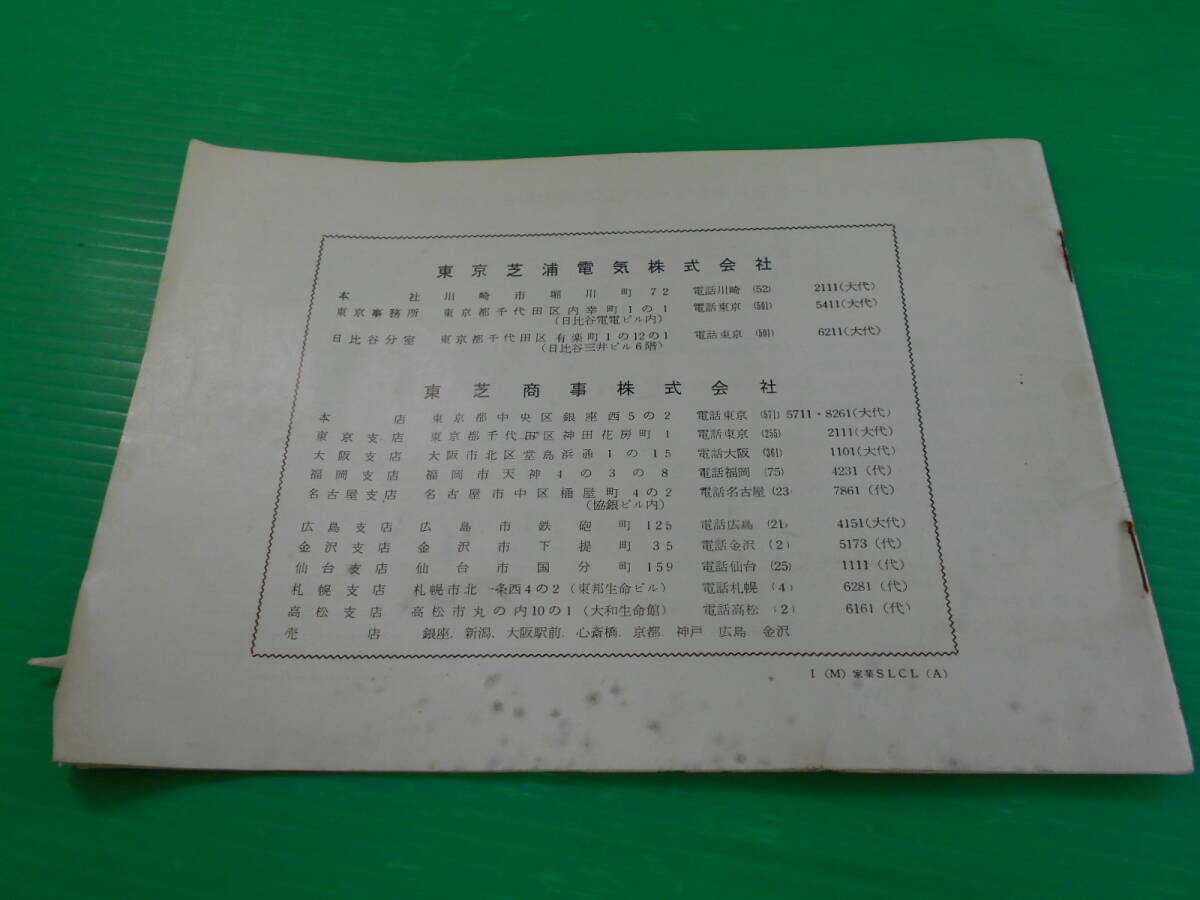 東京芝浦電気株式会社
本社 川崎市堀川町72 電話川崎(52) 2111(大代)
東京事務所 東京都千代田区内幸町1の1 電話東京(501) 5411(大代)
(日比谷電電ビル内)
日比谷分室 東京都千代田区有楽町1の12の1 電話東京(501) 6211(大代)
(日比谷三井ビル6階)
東芝商事株式会社
本店 東京都中央区銀座西5の2 電話東京(571) 5711・8261(大代)
東京支店 東京都千代田区神田花房町1 電話東京(255) 2111(大代)
大阪支店 大阪市北区堂島浜通1の15 電話大阪(361) 1101(大代)
福岡支店 福岡市天神4の3の8 電話福岡(75) 4231(代)
名古屋支店 名古屋市中区桶屋町4の2 電話名古屋(23) 7861(代)
(協銀ビル内)
広島支店 広島市鉄砲町125 電話広島(21) 4151(大代)
金沢支店 金沢市下提町35 電話金沢(2) 5173(代)
仙台支店 仙台市国分町159 電話仙台(25) 1111(代)
札幌支店 札幌市北一条西4の2(東邦生命ビル) 電話札幌(4) 6281(代)
高松支店 高松市丸の内10の1(大和生命館) 電話高松(2) 6161(代)
売店 銀座、新潟、大阪駅前、心斎橋、京都、神戸 広島 金沢
1(M)家業SLCL(A)